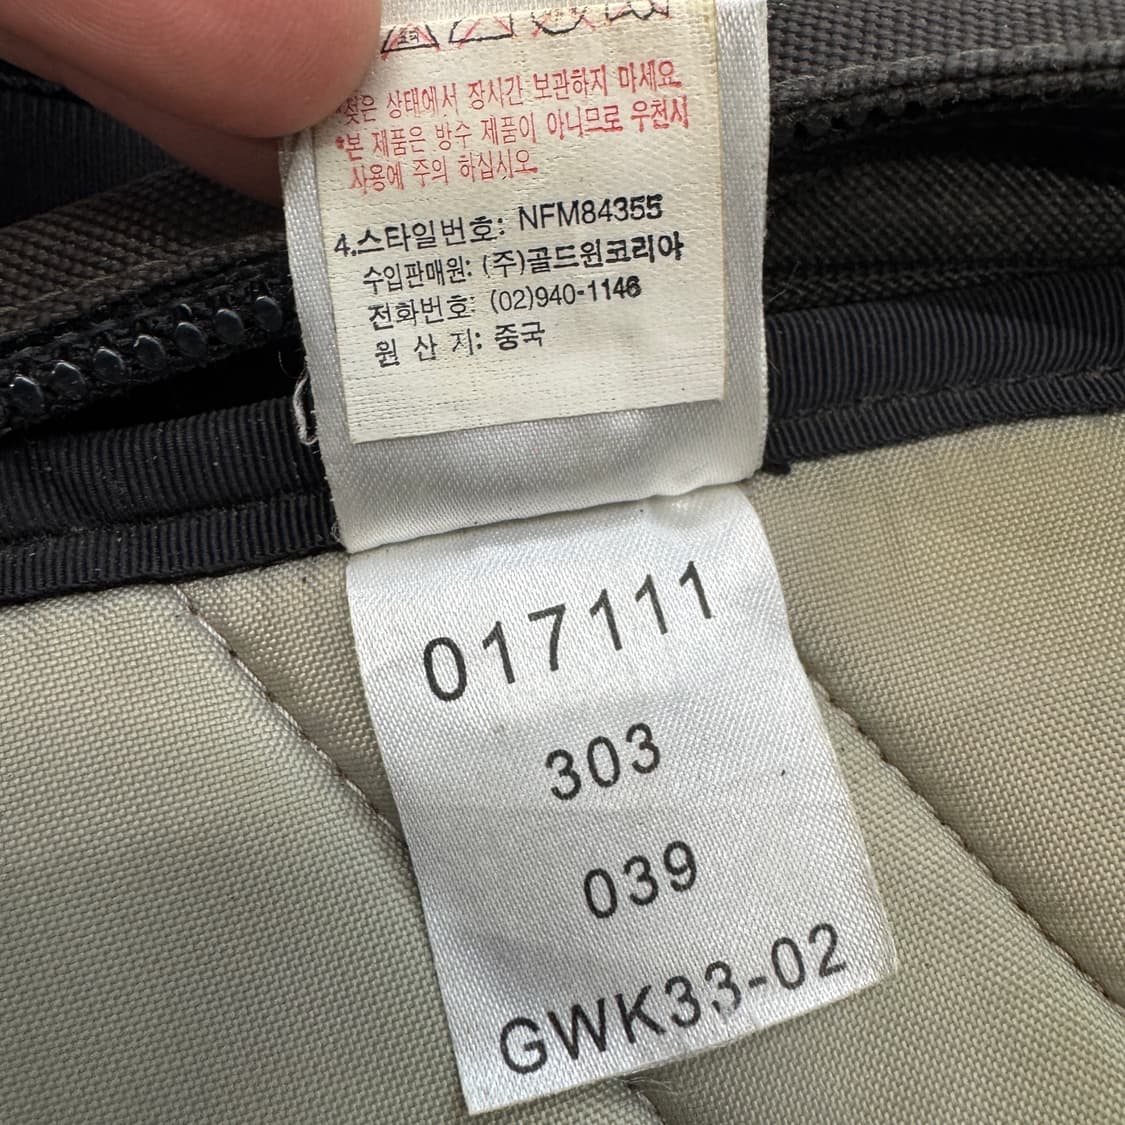 *젖은 상태에서 장시간 보관하지 마세요.
*본 제품은 방수 제품이 아니므로 우천시
사용에 주의 하십시오.
4.스타일번호: NFM84355
수입판매원: (주)골드윈코리아
전화번호: (02)940-1146
원 산 지: 중국
017111
303
039
GWK33-02